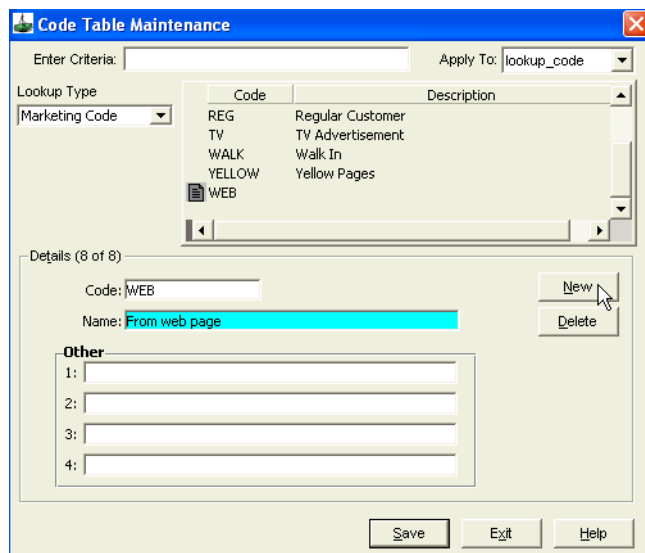 Code Table Maintenance
Enter Criteria: Apply To: lookup_code
Lookup Type
Marketing Code
Code Description
REG Regular Customer
TV TV Advertisement
WALK Walk In
YELLOW Yellow Pages
WEB
Details (8 of 8)
Code: WEB
New
Name: From web page
Delete
Other
1:
2:
3:
4:
Save Exit Help